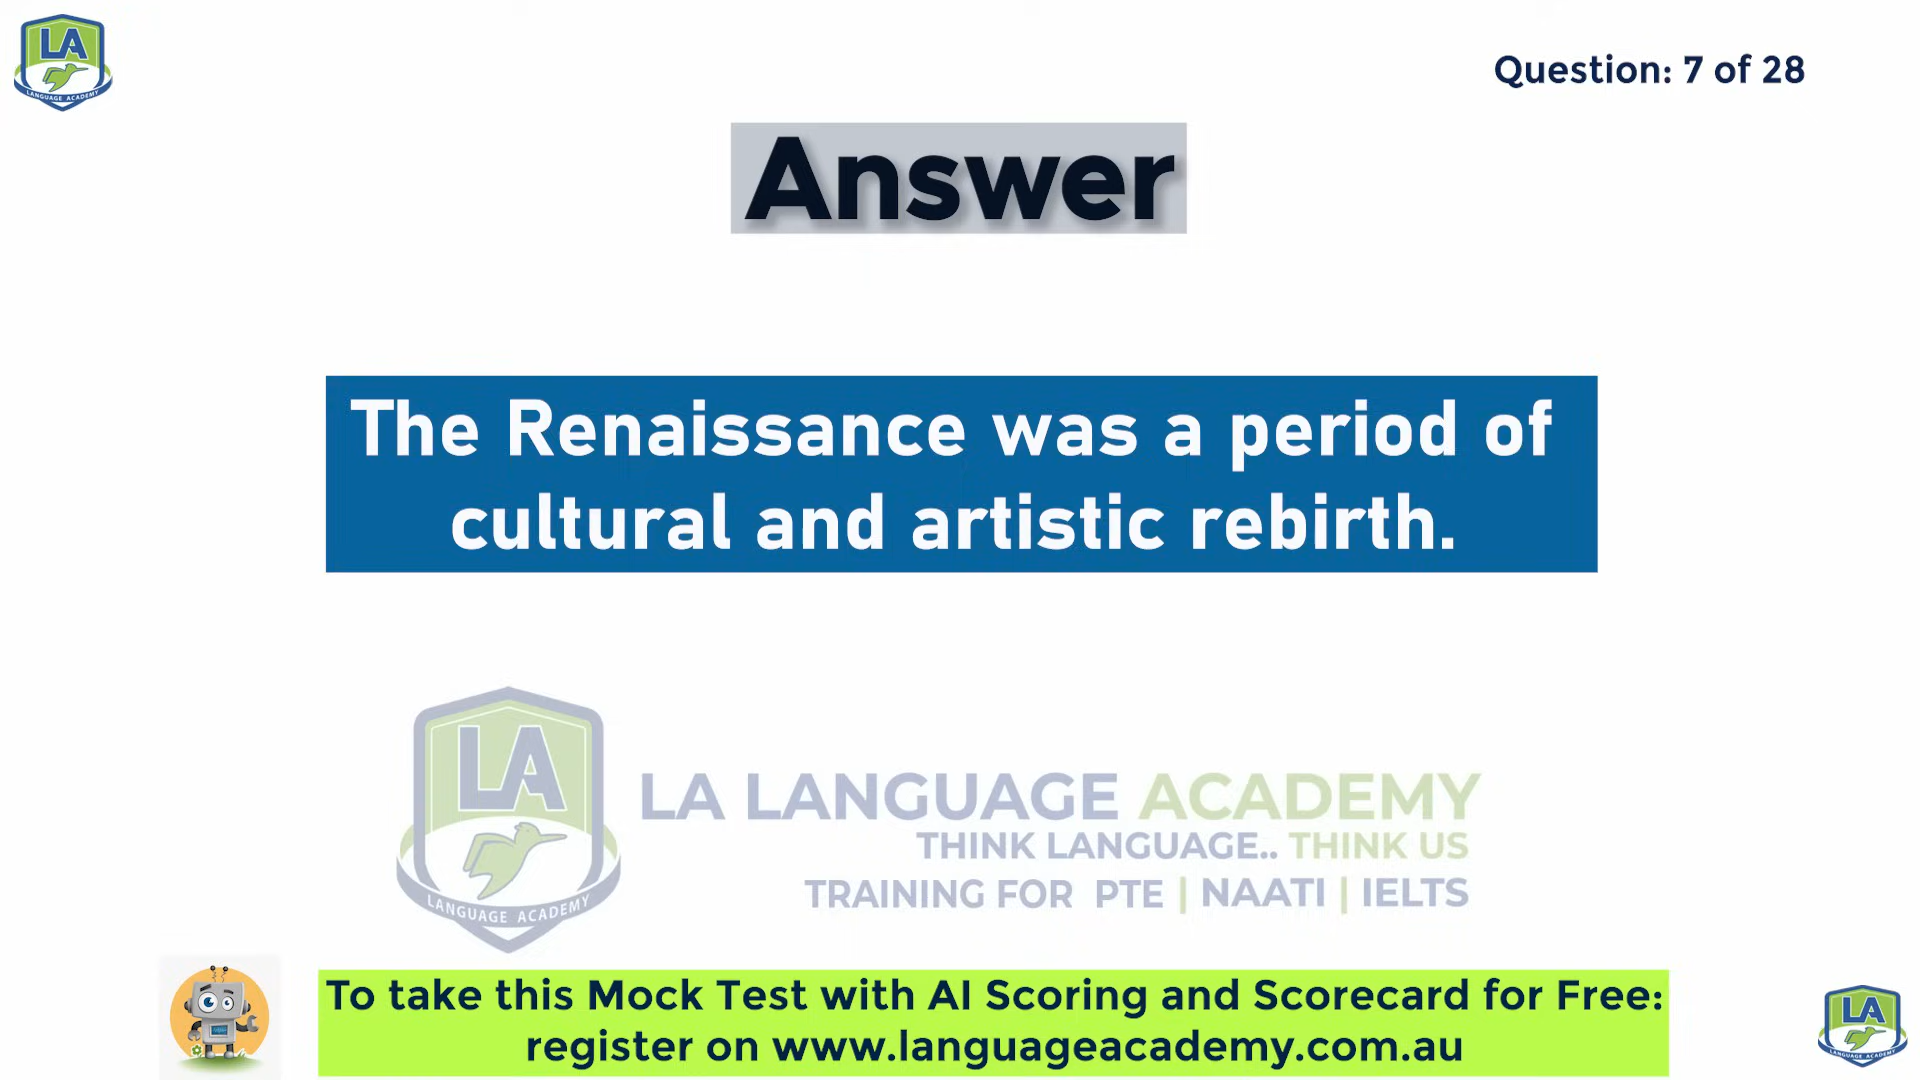 LA
LANGUAGE ACADEMY
Question: 7 of 28
Answer
The Renaissance was a period of
cultural and artistic rebirth.
LA
LANGUAGE ACADEMY
LA LANGUAGE ACADEMY
THINK LANGUAGE.. THINK US
TRAINING FOR PTE | NAATI | IELTS
To take this Mock Test with AI Scoring and Scorecard for Free:
register on www.languageacademy.com.au
LA
LANGUAGE ACADEMY